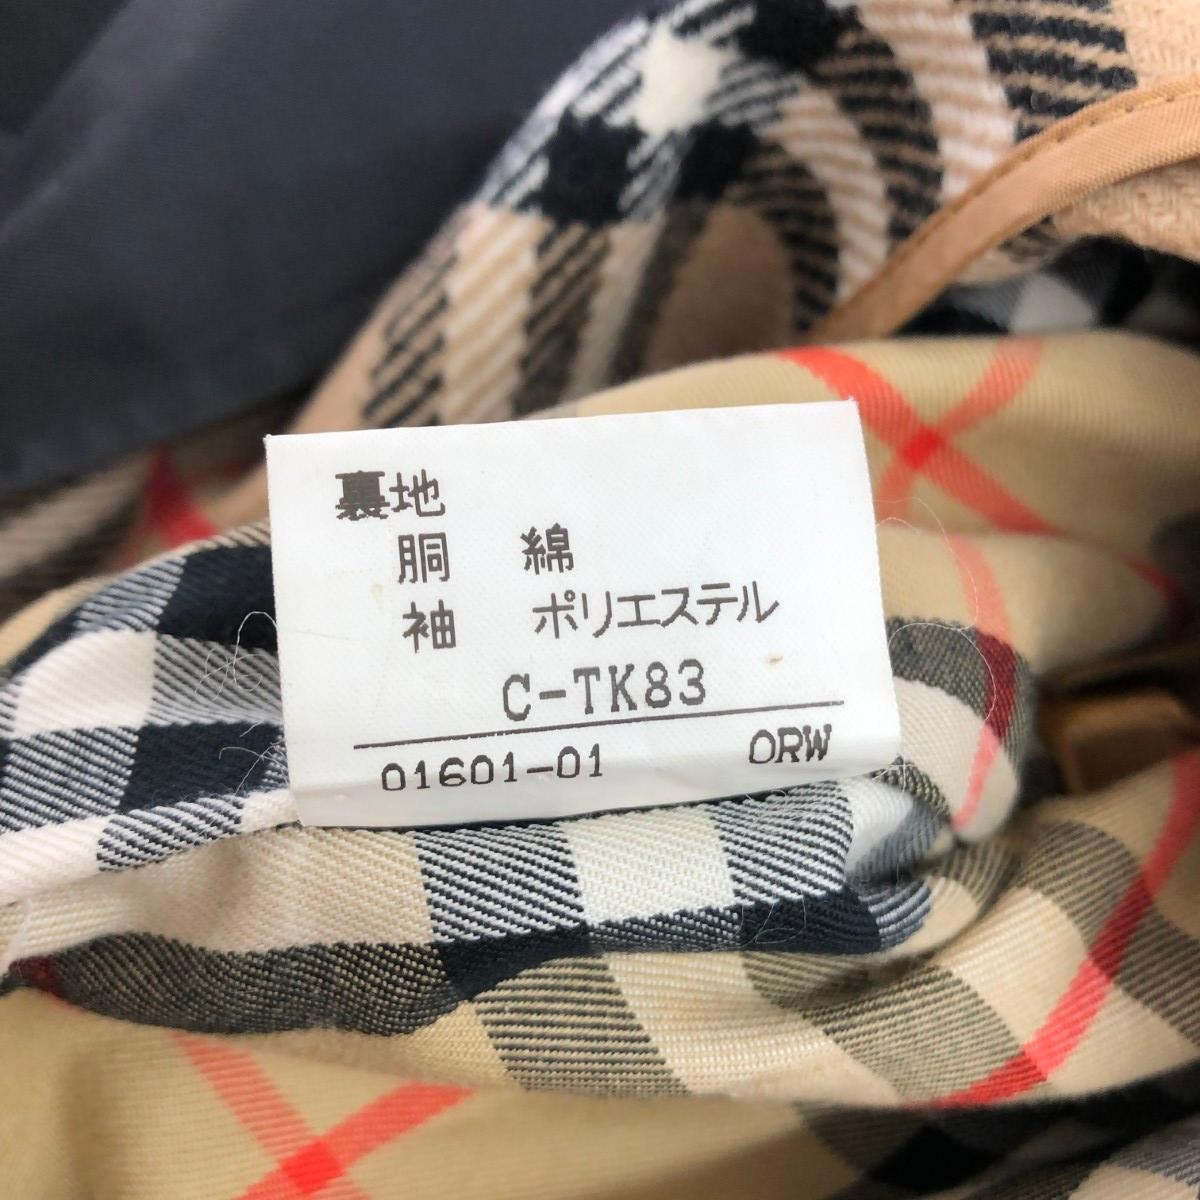 裏地
胴 綿
袖 ポリエステル
C-TK83
01601-01 ORW